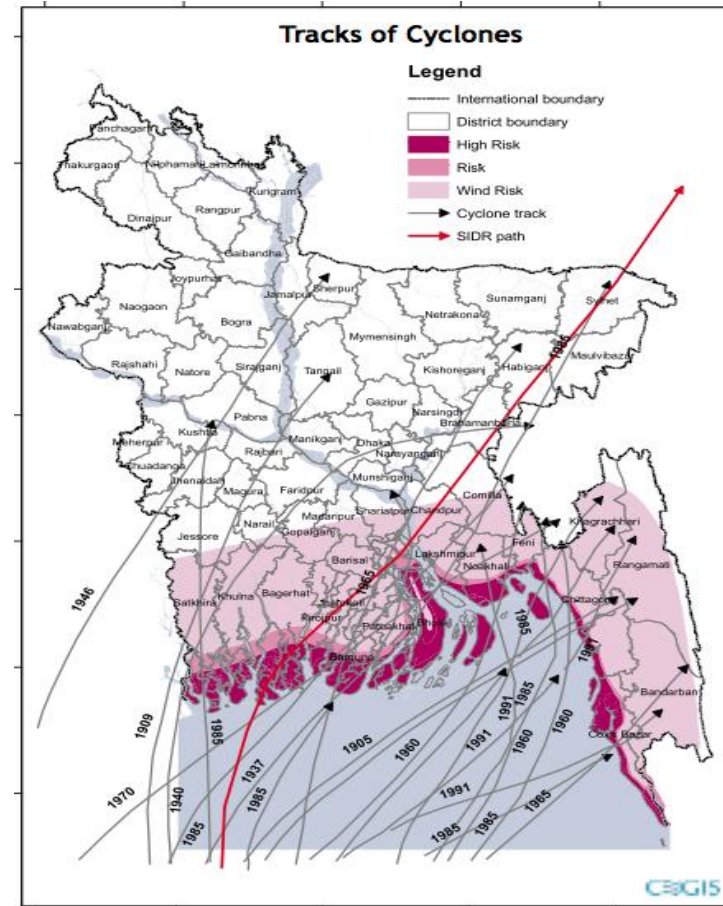 Tracks of Cyclones
Legend
International boundary
District boundary
High Risk
Risk
Wind Risk
Cyclone track
SIDR path
Panchagarh
Thakurgaon
Nilphamari
Lalmonirhat
Kurigram
Rangpur
Dinajpur
Gaibandha
Joypurhat
Sherpur
Jamalpur
Naogaon
Bogra
Netrakona
Sunamganj
Sylhet
Mymensingh
Nawabganj
Rajshahi
Natore
Sirajganj
Tangail
Kishoreganj
Habiganj
Maulvibazar
1985
Gazipur
Pabna
Narsingdi
Kushtia
Brahamanbaria
Meherpur
Manikganj
Dhaka
Rajbari
Narayanganj
Chuadanga
Jhenaidah
Munshiganj
Magura
Faridpur
Comilla
Shariatpur
Chandpur
Narail
Madaripur
Khagrachhari
Jessore
Gopalganj
Feni
Barisal
Lakshmipur
Noakhali
Rangamati
1965
Khulna
Bagerhat
Satkhira
Jhalokati
Pirojpur
Chittagong
1946
Patuakhali
Bhola
1985
1991
Barguna
Bandarban
1991
1985
1909
1985
1905
1960
1991
1960
1960
Coxs Bazar
1937
1970
1940
1985
1985
1991
1965
1985
1985
CEGIS